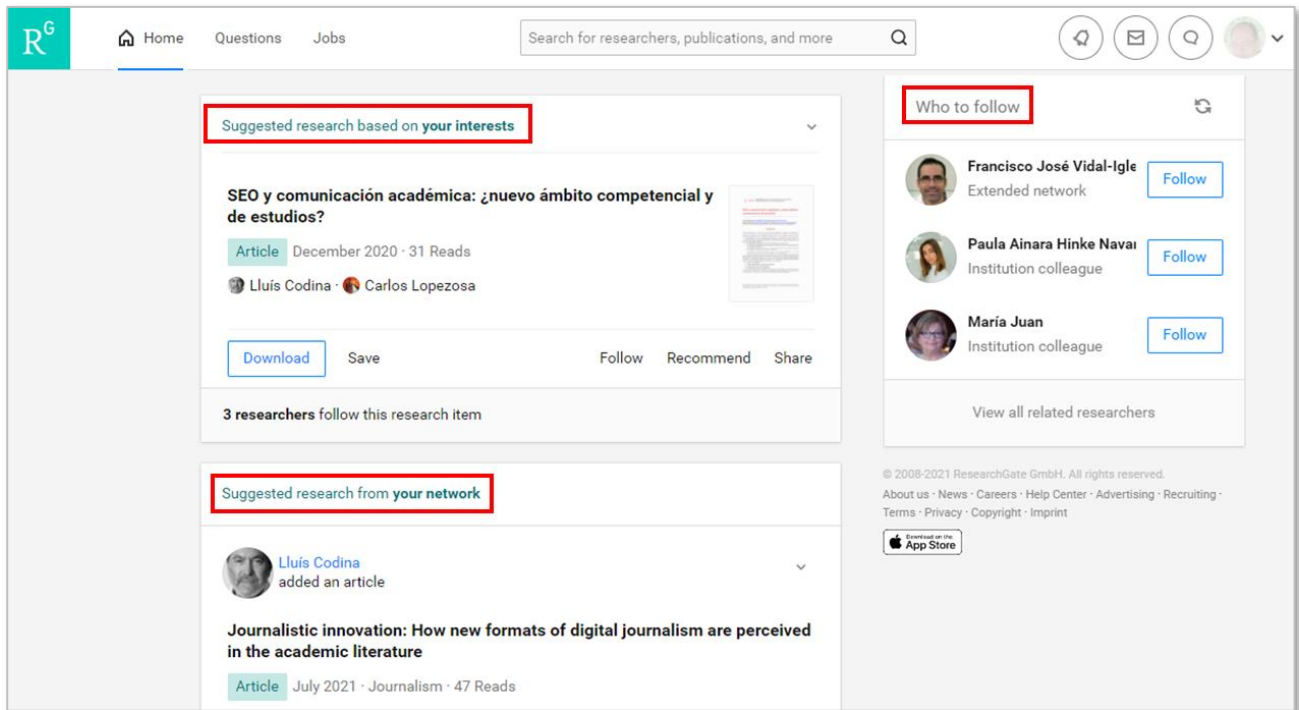 RG
Home Questions Jobs
Search for researchers, publications, and more
Suggested research based on your interests
SEO y comunicación académica: ¿nuevo ámbito competencial y
de estudios?
Article December 2020 · 31 Reads
Lluís Codina · Carlos Lopezosa
Download Save Follow Recommend Share
3 researchers follow this research item
Suggested research from your network
Lluís Codina
added an article
Journalistic innovation: How new formats of digital journalism are perceived
in the academic literature
Article July 2021 · Journalism · 47 Reads
Who to follow
Francisco José Vidal-Igle
Extended network
Follow
Paula Ainara Hinke Navar
Institution colleague
Follow
María Juan
Institution colleague
Follow
View all related researchers
© 2008-2021 ResearchGate GmbH. All rights reserved.
About us · News · Careers · Help Center · Advertising · Recruiting ·
Terms · Privacy · Copyright · Imprint
Download on the
App Store